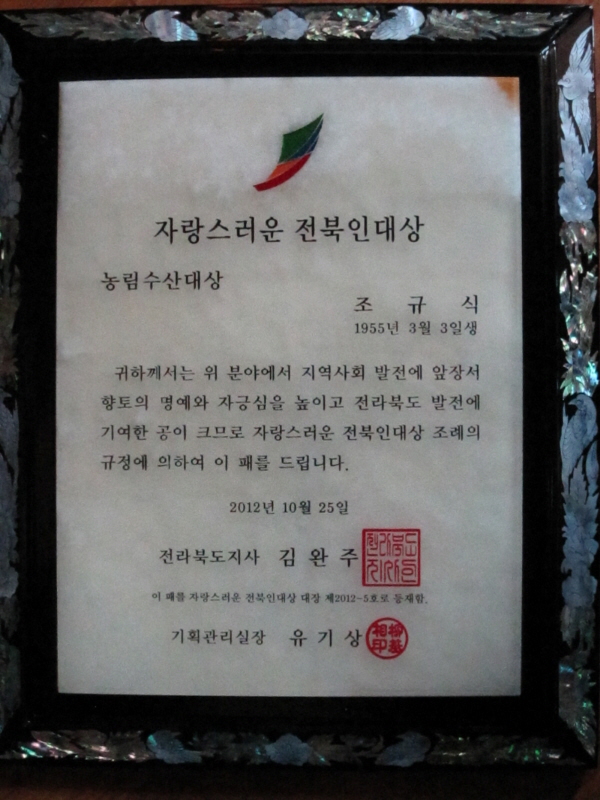 자랑스러운 전북인대상
농림수산대상
조 규 식
1955년 3월 3일생
귀하께서는 위 분야에서 지역사회 발전에 앞장서
향토의 명예와 자긍심을 높이고 전라북도 발전에
기여한 공이 크므로 자랑스러운 전북인대상 조례의
규정에 의하여 이 패를 드립니다.
2012년 10월 25일
전라북도지사 김 완 주
이 패를 자랑스러운 전북인대상 대장 제2012-5호로 등재함.
기획관리실장 유 기 상